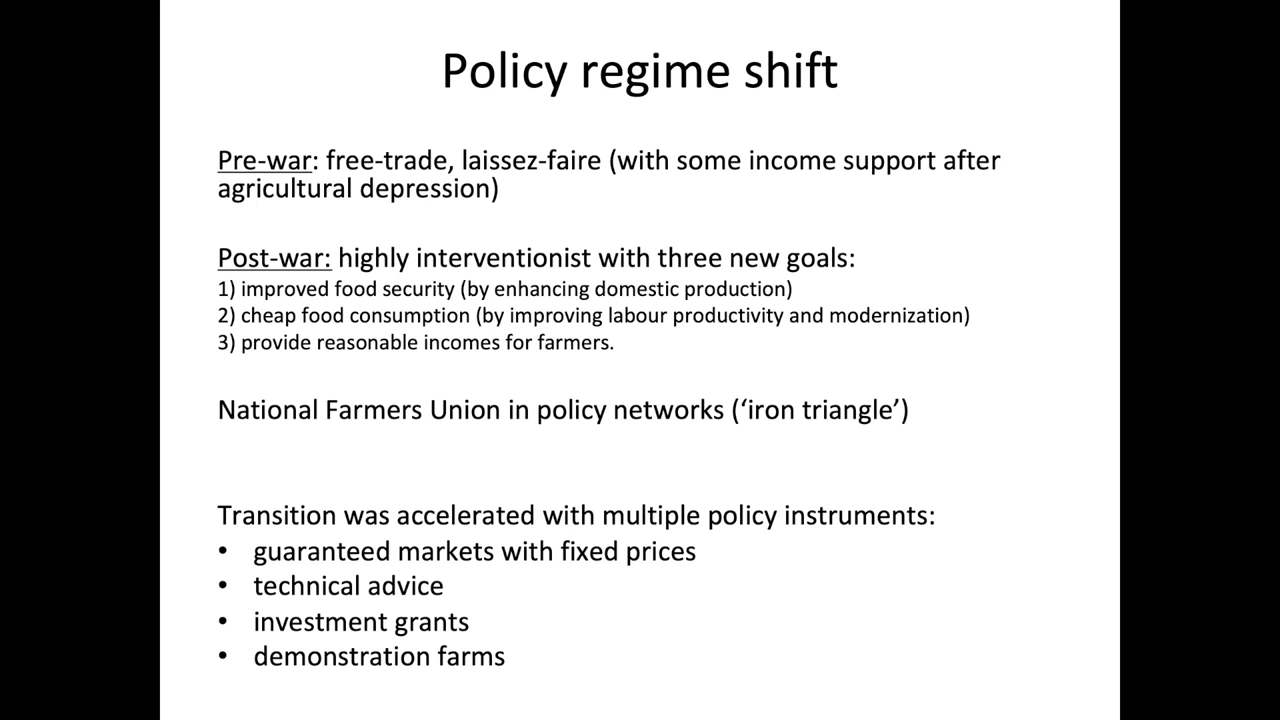 Policy regime shift
Pre-war: free-trade, laissez-faire (with some income support after
agricultural depression)
Post-war: highly interventionist with three new goals:
1) improved food security (by enhancing domestic production)
2) cheap food consumption (by improving labour productivity and modernization)
3) provide reasonable incomes for farmers.
National Farmers Union in policy networks (‘iron triangle’)
Transition was accelerated with multiple policy instruments:
• guaranteed markets with fixed prices
• technical advice
• investment grants
• demonstration farms